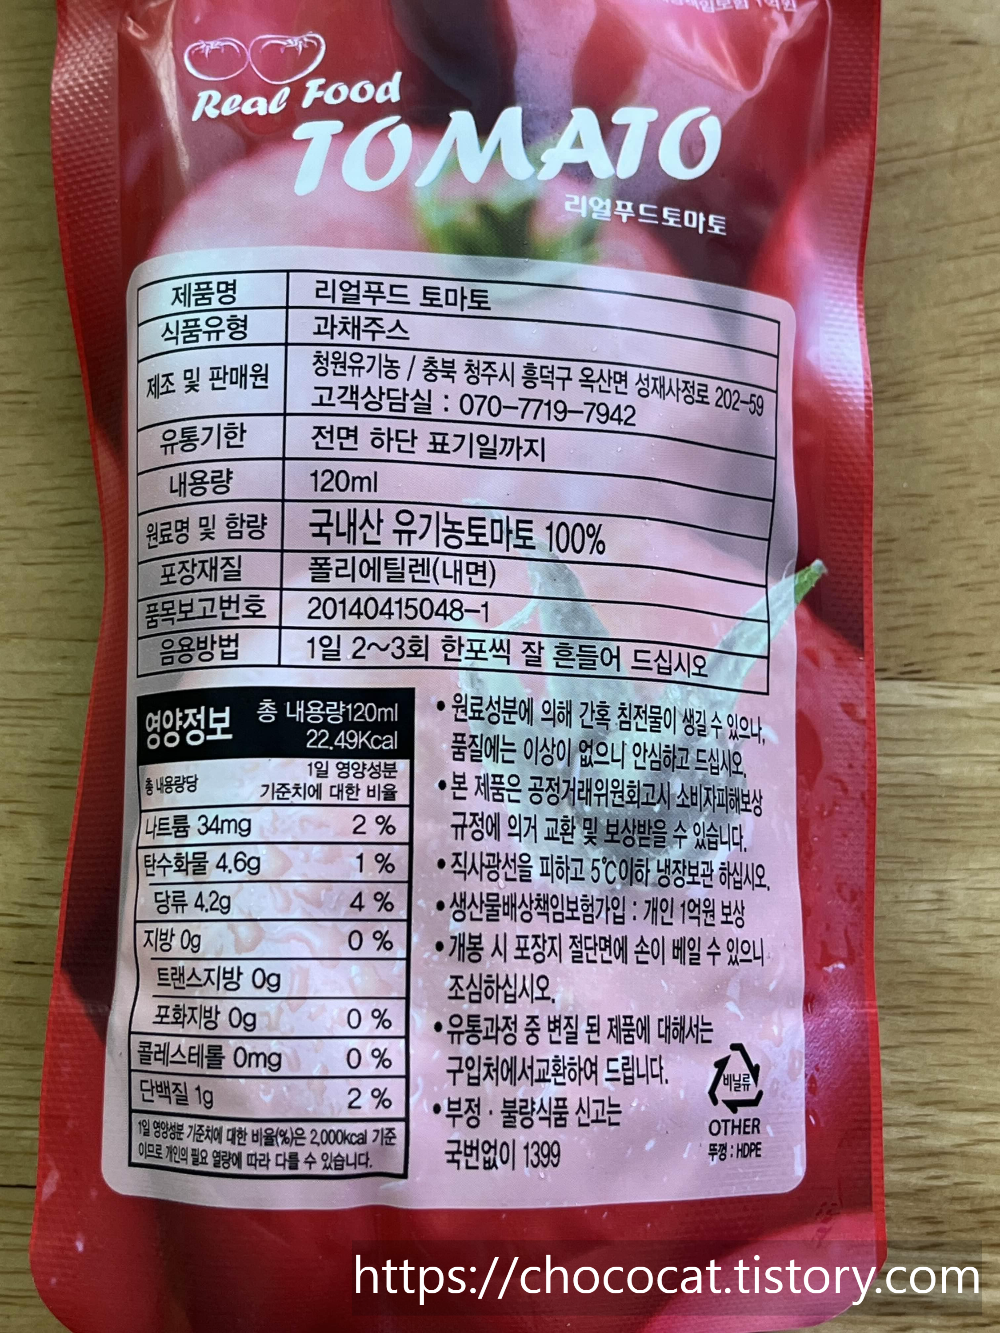 Real Food
TOMATO
리얼푸드토마토
제품명 리얼푸드 토마토
식품유형 과채주스
제조 및 판매원 청원유기농 / 충북 청주시 흥덕구 옥산면 성재사정로 202-59
고객상담실 : 070-7719-7942
유통기한 전면 하단 표기일까지
내용량 120ml
원료명 및 함량 국내산 유기농토마토 100%
포장재질 폴리에틸렌(내면)
품목보고번호 20140415048-1
음용방법 1일 2~3회 한포씩 잘 흔들어 드십시오
영양정보 총 내용량120ml
22.49Kcal
총 내용량당 1일 영양성분
기준치에 대한 비율
나트륨 34mg 2 %
탄수화물 4.6g 1 %
당류 4.2g 4 %
지방 0g 0 %
트랜스지방 0g
포화지방 0g 0 %
콜레스테롤 0mg 0 %
단백질 1g 2 %
1일 영양성분 기준치에 대한 비율(%)은 2,000kcal 기준
이므로 개인의 필요 열량에 따라 다를 수 있습니다.
• 원료성분에 의해 간혹 침전물이 생길 수 있으나,
품질에는 이상이 없으니 안심하고 드십시오.
• 본 제품은 공정거래위원회고시 소비자피해보상
규정에 의거 교환 및 보상받을 수 있습니다.
• 직사광선을 피하고 5℃이하 냉장보관 하십시오.
• 생산물배상책임보험가입 : 개인 1억원 보상
• 개봉 시 포장지 절단면에 손이 베일 수 있으니
조심하십시오.
• 유통과정 중 변질 된 제품에 대해서는
구입처에서교환하여 드립니다.
• 부정 · 불량식품 신고는
국번없이 1399
비닐류
OTHER
뚜껑 : HDPE
https://chococat.tistory.com